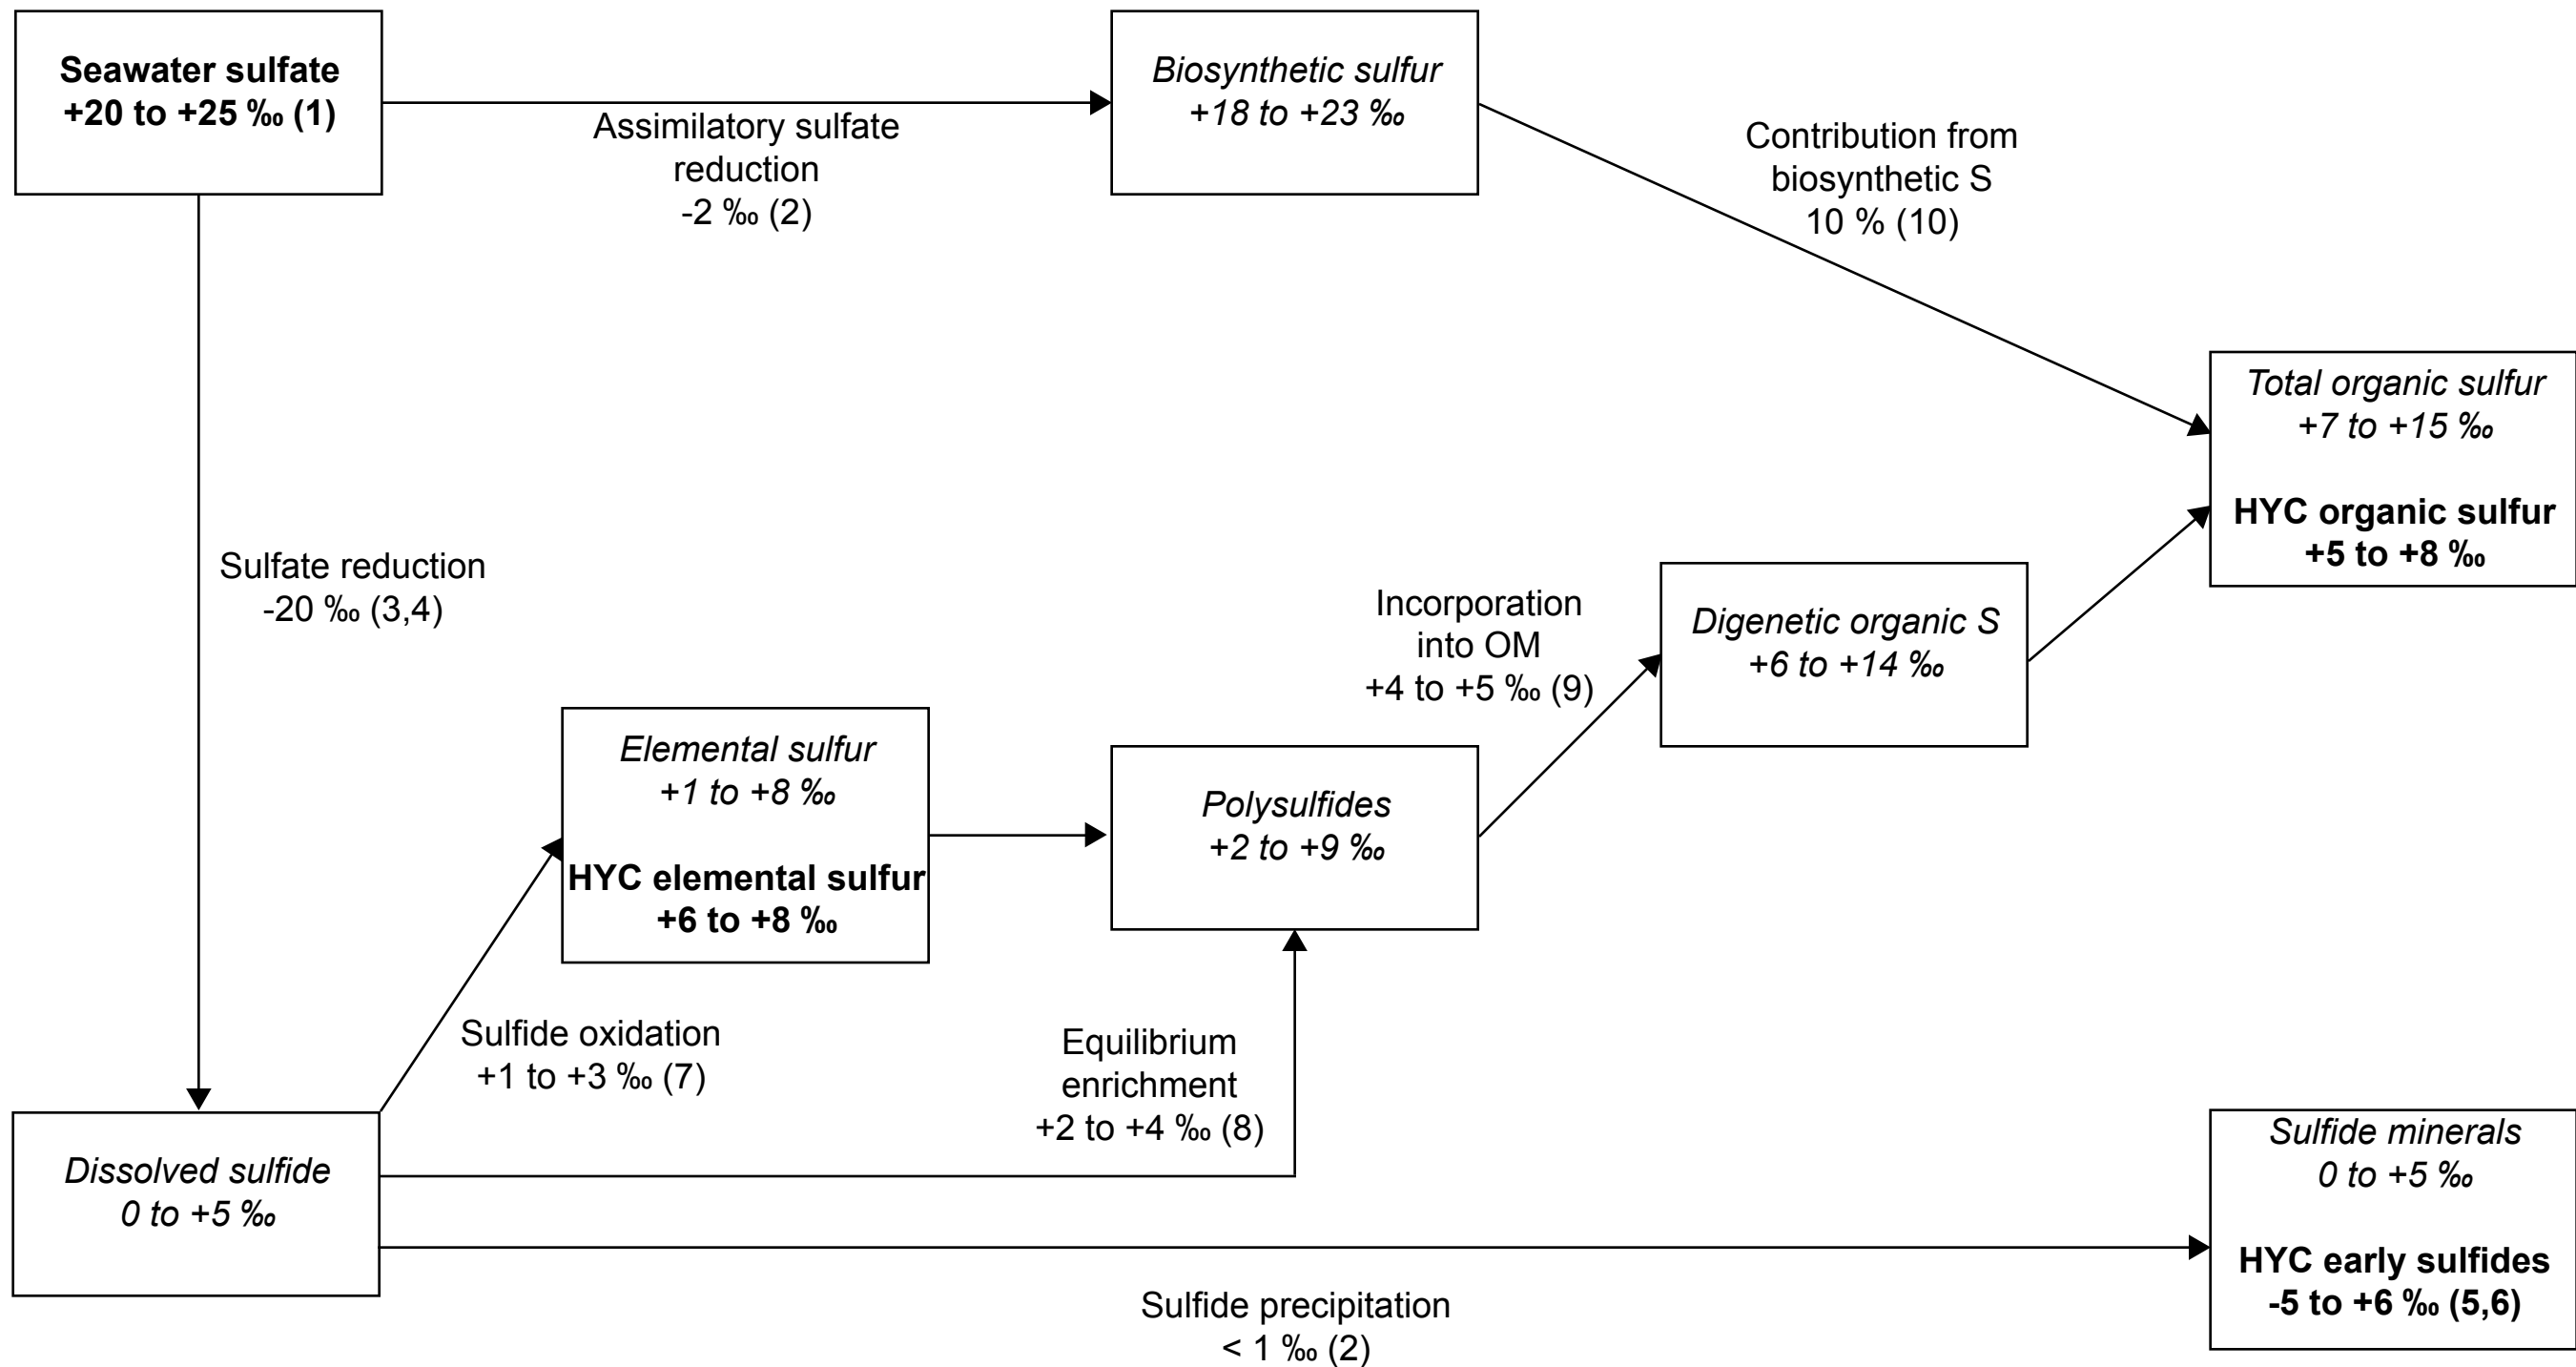 Seawater sulfate
+20 to +25 ‰ (1)
Assimilatory sulfate
reduction
-2 ‰ (2)
Biosynthetic sulfur
+18 to +23 ‰
Contribution from
biosynthetic S
10 % (10)
Total organic sulfur
+7 to +15 ‰
HYC organic sulfur
+5 to +8 ‰
Sulfate reduction
-20 ‰ (3,4)
Incorporation
into OM
+4 to +5 ‰ (9)
Digenetic organic S
+6 to +14 ‰
Elemental sulfur
+1 to +8 ‰
HYC elemental sulfur
+6 to +8 ‰
Polysulfides
+2 to +9 ‰
Sulfide oxidation
+1 to +3 ‰ (7)
Equilibrium
enrichment
+2 to +4 ‰ (8)
Dissolved sulfide
0 to +5 ‰
Sulfide minerals
0 to +5 ‰
HYC early sulfides
-5 to +6 ‰ (5,6)
Sulfide precipitation
< 1 ‰ (2)